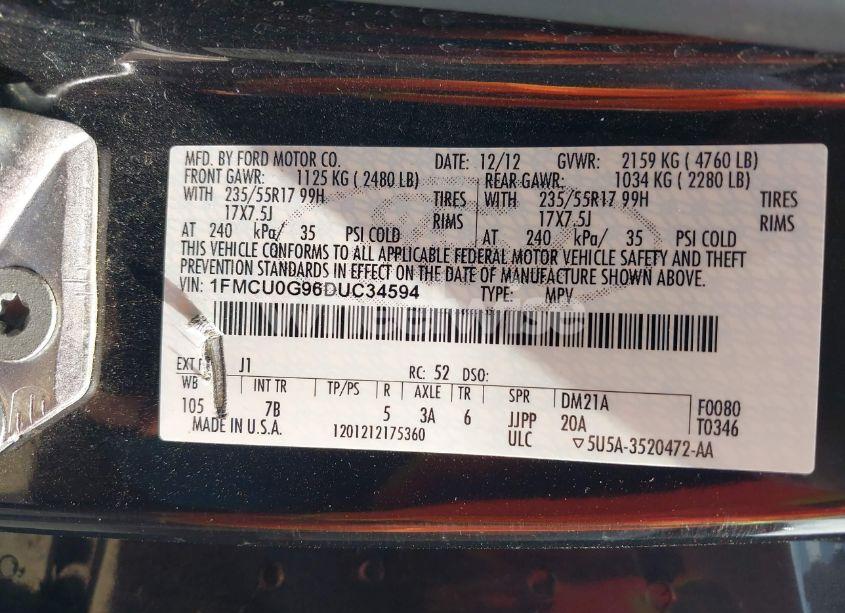 MFD. BY FORD MOTOR CO. DATE: 12/12 GVWR: 2159 KG ( 4760 LB)
FRONT GAWR: 1125 KG ( 2480 LB) REAR GAWR: 1034 KG ( 2280 LB)
WITH 235/55R17 99H TIRES WITH 235/55R17 99H TIRES
17X7.5J RIMS 17X7.5J RIMS
AT 240 kPa/ 35 PSI COLD AT 240 kPa/ 35 PSI COLD
THIS VEHICLE CONFORMS TO ALL APPLICABLE FEDERAL MOTOR VEHICLE SAFETY AND THEFT
PREVENTION STANDARDS IN EFFECT ON THE DATE OF MANUFACTURE SHOWN ABOVE.
VIN: 1FMCU0G96DUC34594 TYPE: MPV
EXT J1 RC: 52 DSO:
WB INT TR TP/PS R AXLE TR SPR DM21A F0080
105 7B 5 3A 6 JJPP 20A T0346
MADE IN U.S.A. 1201212175360 ULC ▽5U5A-3520472-AA